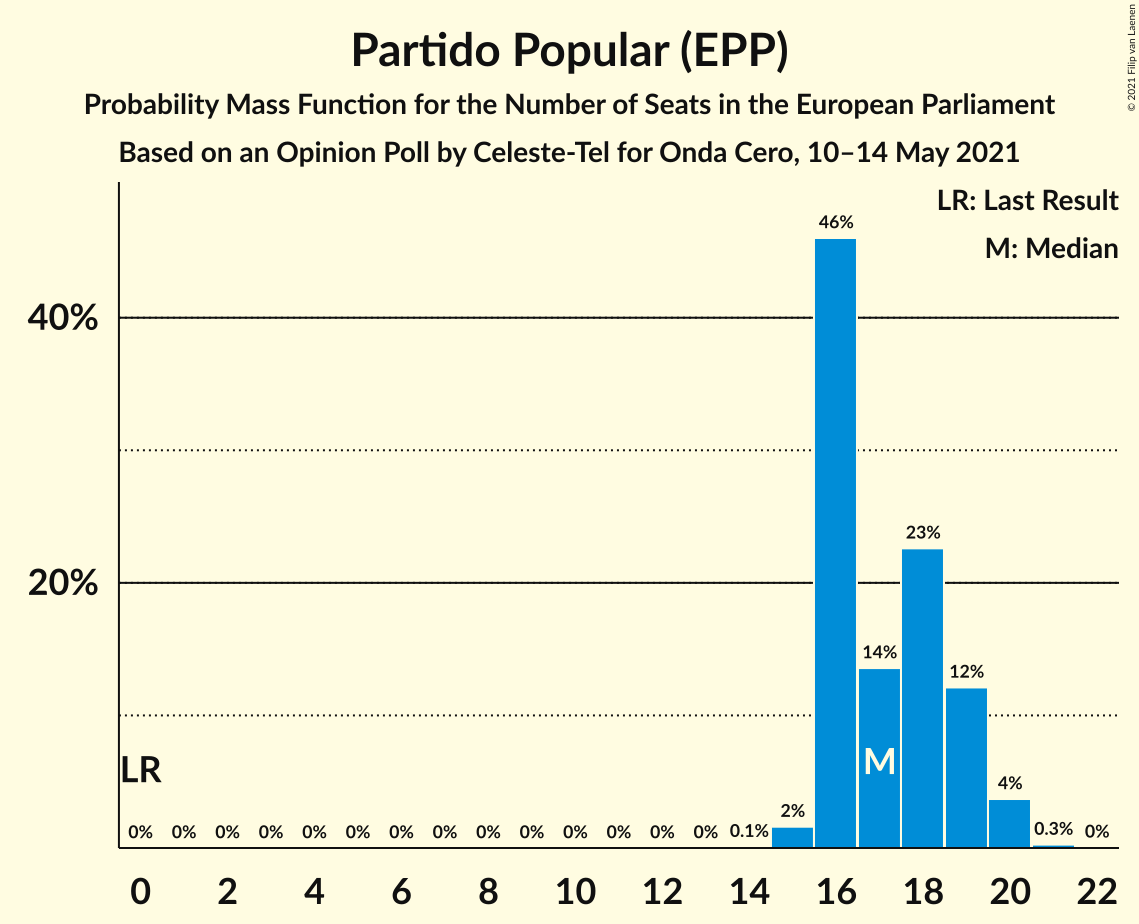 Partido Popular (EPP)
Probability Mass Function for the Number of Seats in the European Parliament
Based on an Opinion Poll by Celeste-Tel for Onda Cero, 10–14 May 2021
© 2021 Filip van Laenen
LR: Last Result
M: Median
46%
40%
23%
20%
14%
12%
M
LR
4%
2%
0% 0% 0% 0% 0% 0% 0% 0% 0% 0% 0% 0% 0% 0% 0.1% 0.3% 0%
0 2 4 6 8 10 12 14 16 18 20 22